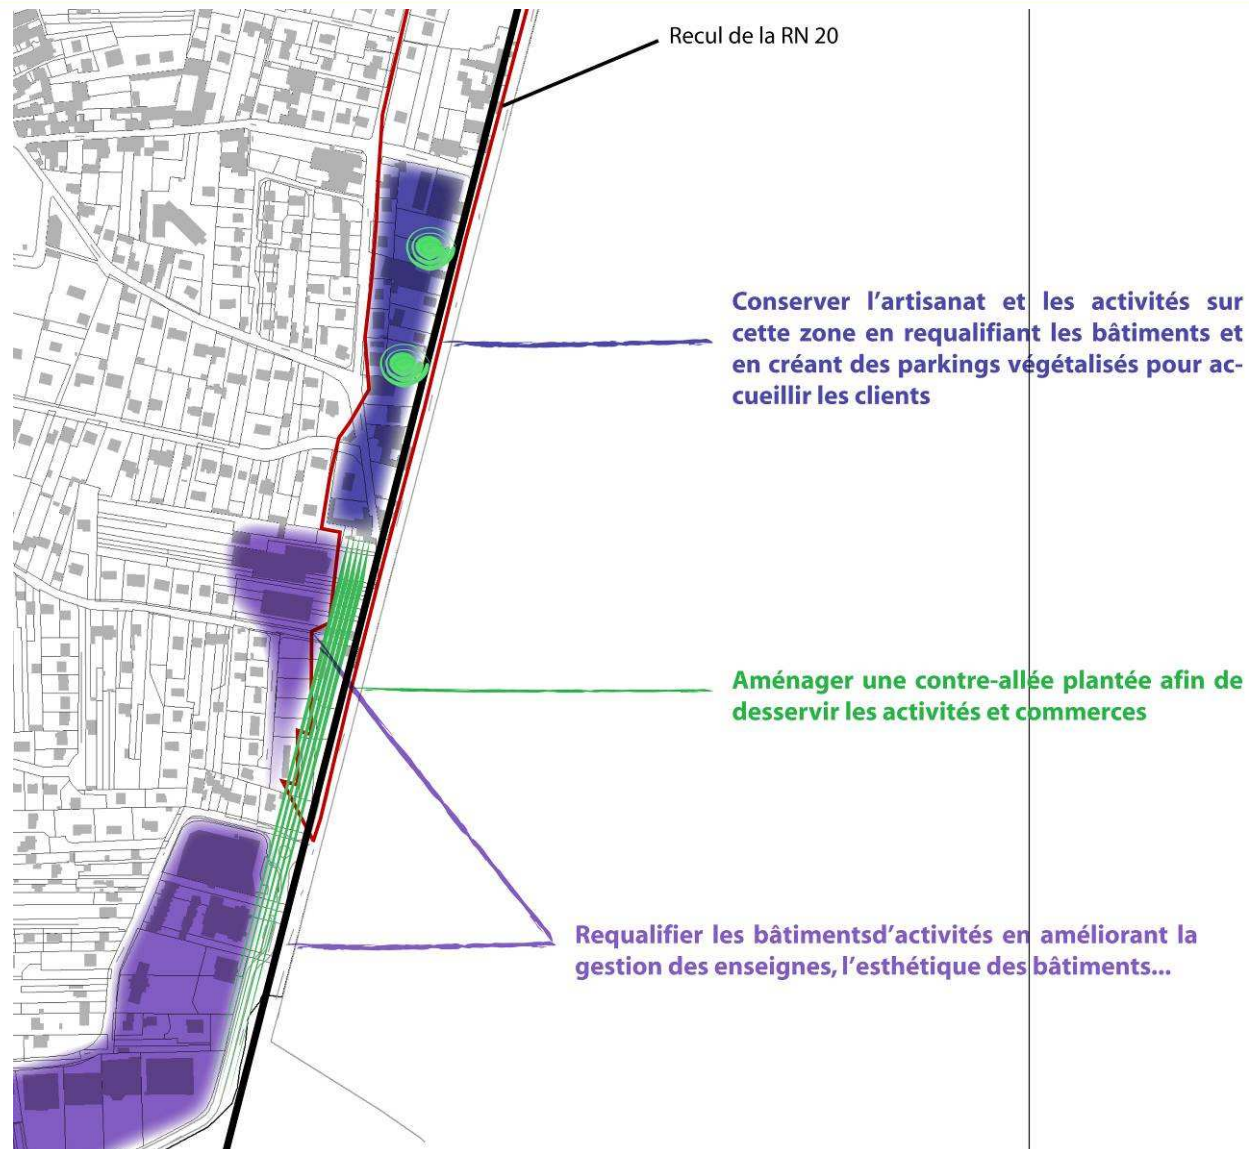 Recul de la RN 20
Conserver l'artisanat et les activités sur
cette zone en requalifiant les bâtiments et
en créant des parkings végétalisés pour ac-
cueillir les clients
Aménager une contre-allée plantée afin de
desservir les activités et commerces
Requalifier les bâtimentsd'activités en améliorant la
gestion des enseignes, l'esthétique des bâtiments...